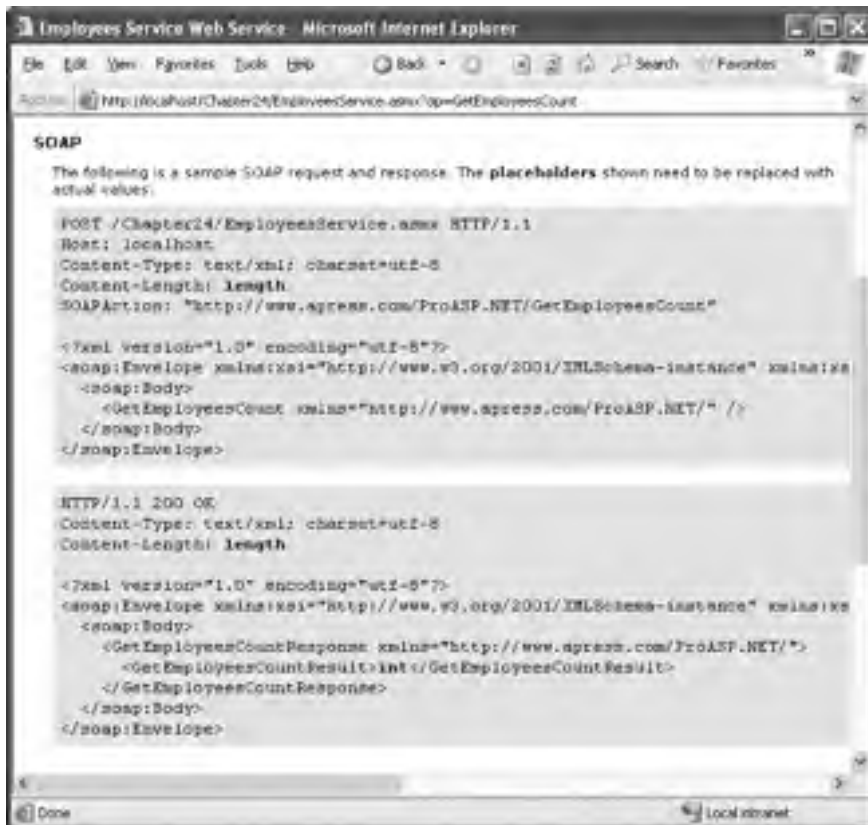 Employees Service Web Service - Microsoft Internet Explorer
File Edit View Favorites Tools Help Back Search Favorites »
Address http://localhost/Chapter24/EmployeesService.asmx?op=GetEmployeesCount
SOAP
The following is a sample SOAP request and response. The placeholders shown need to be replaced with
actual values.
POST /Chapter24/EmployeesService.asmx HTTP/1.1
Host: localhost
Content-Type: text/xml; charset=utf-8
Content-Length: length
SOAPAction: "http://www.apress.com/ProASP.NET/GetEmployeesCount"
<?xml version="1.0" encoding="utf-8"?>
<soap:Envelope xmlns:xsi="http://www.w3.org/2001/XMLSchema-instance" xmlns:xs
<soap:Body>
<GetEmployeesCount xmlns="http://www.apress.com/ProASP.NET/" />
</soap:Body>
</soap:Envelope>
HTTP/1.1 200 OK
Content-Type: text/xml; charset=utf-8
Content-Length: length
<?xml version="1.0" encoding="utf-8"?>
<soap:Envelope xmlns:xsi="http://www.w3.org/2001/XMLSchema-instance" xmlns:xs
<soap:Body>
<GetEmployeesCountResponse xmlns="http://www.apress.com/ProASP.NET/">
<GetEmployeesCountResult>int</GetEmployeesCountResult>
</GetEmployeesCountResponse>
</soap:Body>
</soap:Envelope>
Done Local intranet